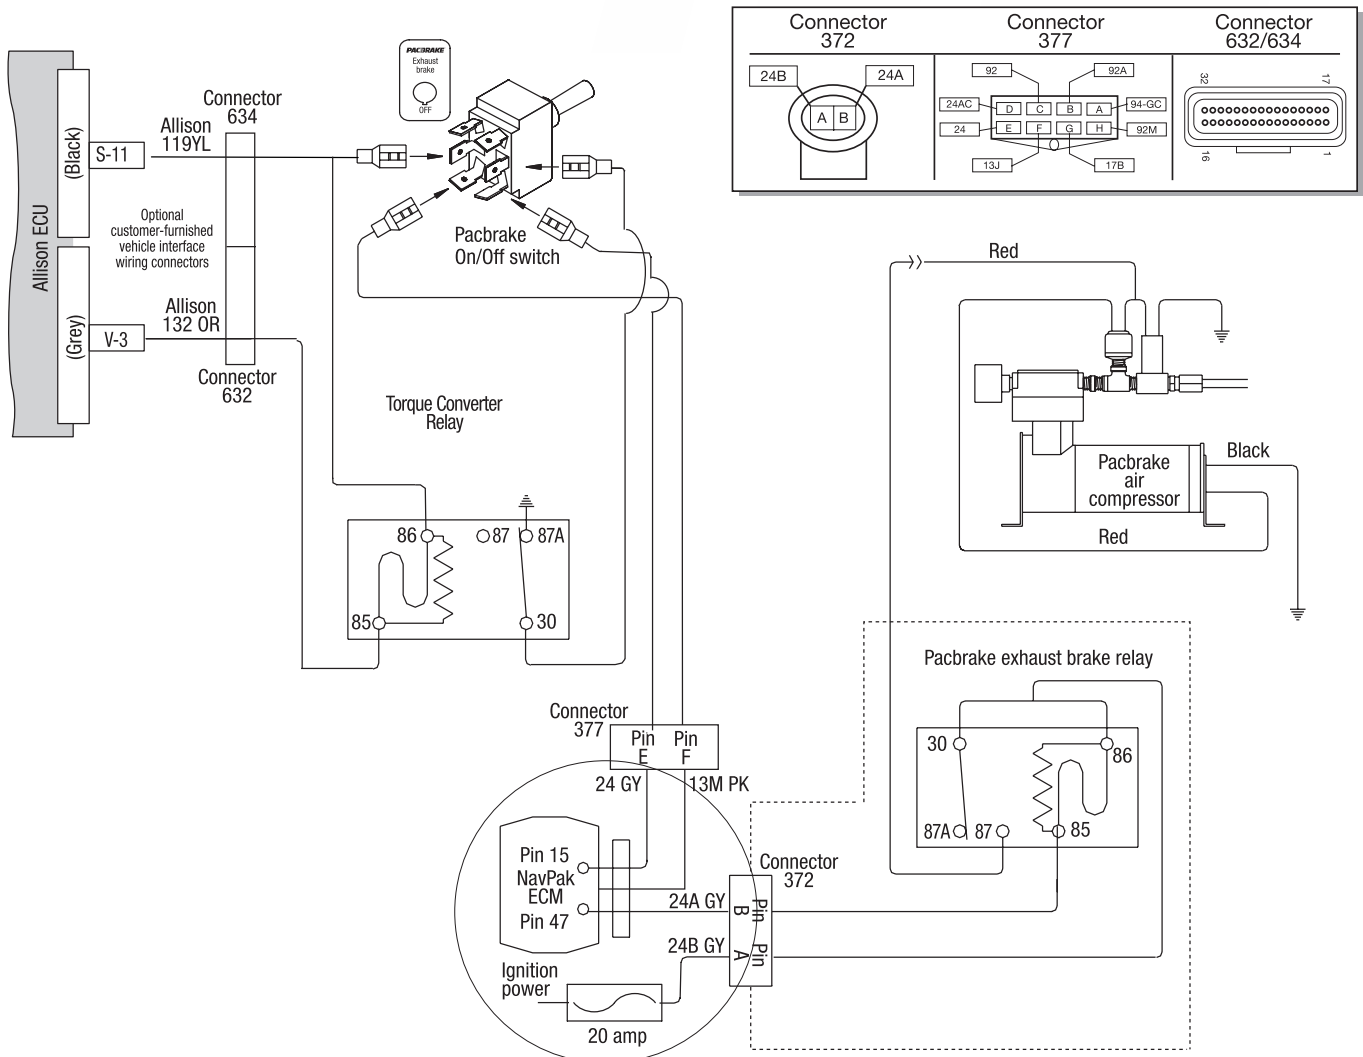 Connector
372
Connector
377
Connector
632/634
24B
24A
A B
92
92A
24AC
D C B A
94-GC
24
E F G H
92M
13J
17B
32
17
16
1
PACBRAKE
Exhaust
brake
OFF
Allison ECU
(Black)
S-11
Allison
119YL
Connector
634
Optional
customer-furnished
vehicle interface
wiring connectors
(Grey)
V-3
Allison
132 OR
Connector
632
Pacbrake
On/Off switch
Torque Converter
Relay
86
87
87A
85
30
Red
Pacbrake
air
compressor
Black
Red
Pacbrake exhaust brake relay
30
86
87A
87
85
Connector
377
Pin
E
Pin
F
24 GY
13M PK
Pin 15
NavPak
ECM
Pin 47
Connector
372
24A GY
Pin
B
24B GY
Pin
A
Ignition
power
20 amp